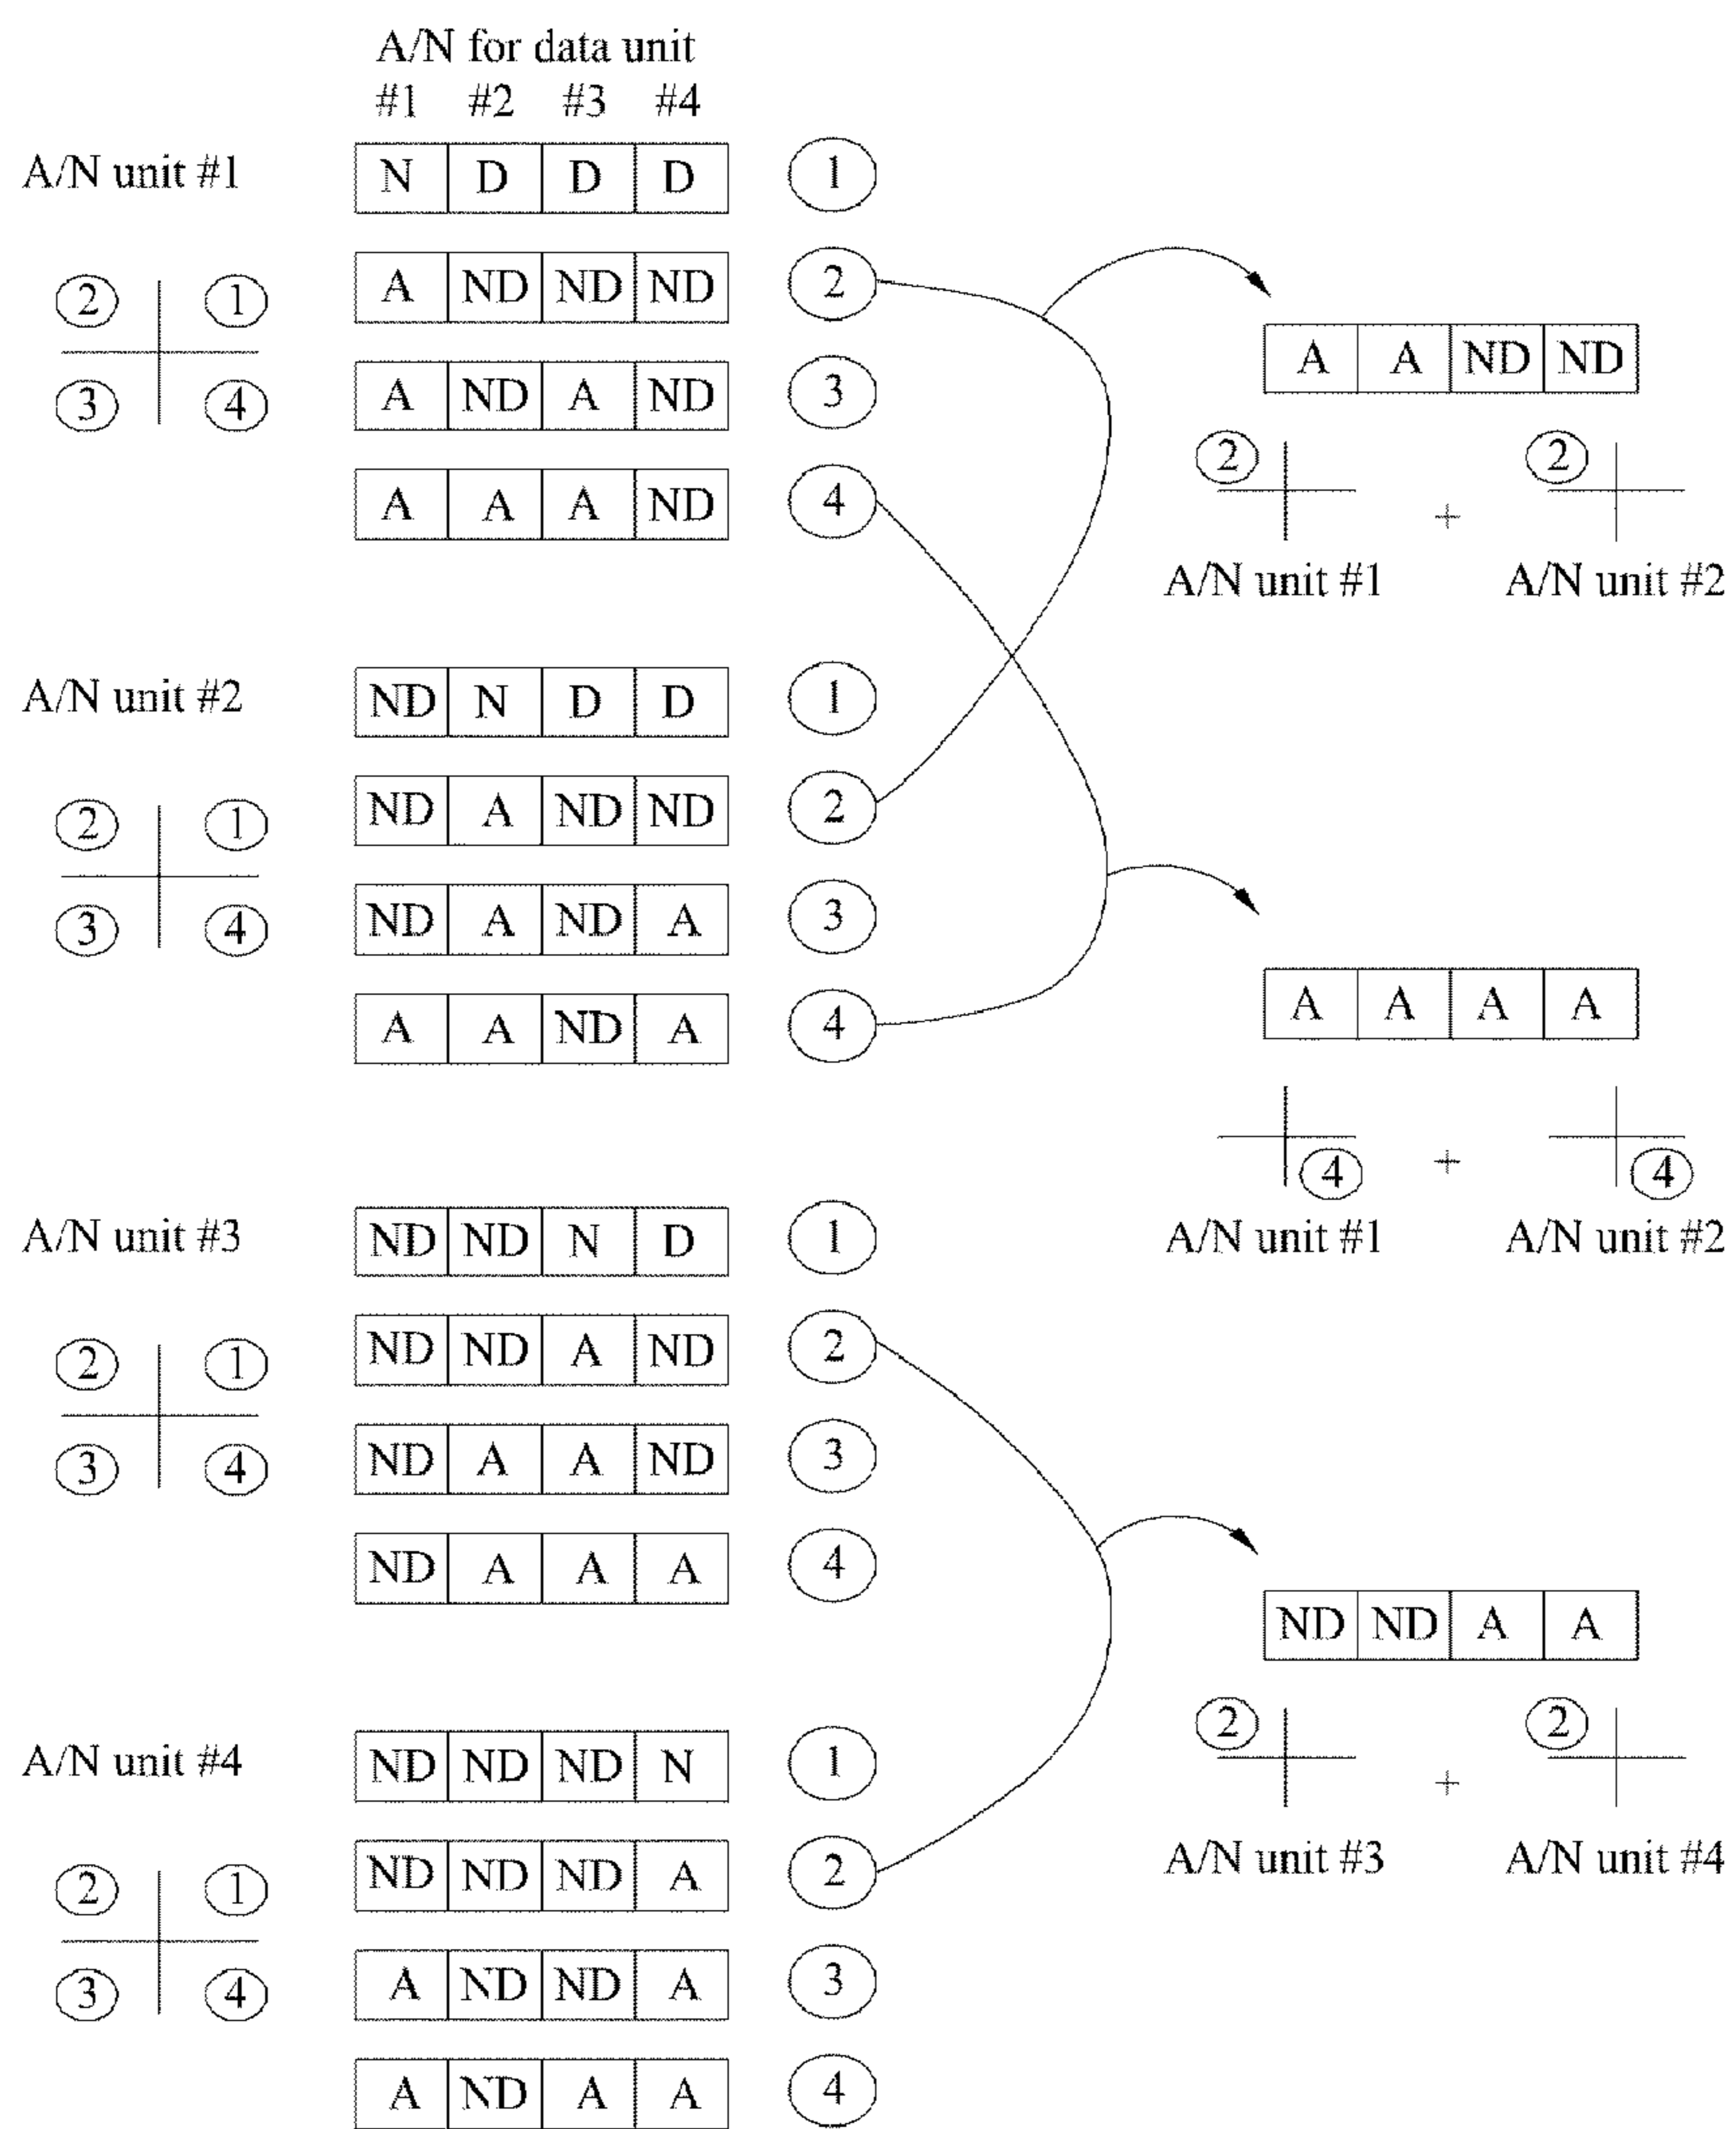 A/N for data unit
#1 #2 #3 #4
A/N unit #1 N D D D 1
A ND ND ND 2
2 1
3 4
A ND A ND 3
A A A ND 4
A A ND ND
2 2
+
A/N unit #1 A/N unit #2
A/N unit #2 ND N D D 1
ND A ND ND 2
2 1
3 4
ND A ND A 3
A A ND A 4
A A A A
+
4 4
A/N unit #1 A/N unit #2
A/N unit #3 ND ND N D 1
ND ND A ND 2
2 1
3 4
ND A A ND 3
ND A A A 4
ND ND A A
2 2
+
A/N unit #3 A/N unit #4
A/N unit #4 ND ND ND N 1
ND ND ND A 2
2 1
3 4
A ND ND A 3
A ND A A 4